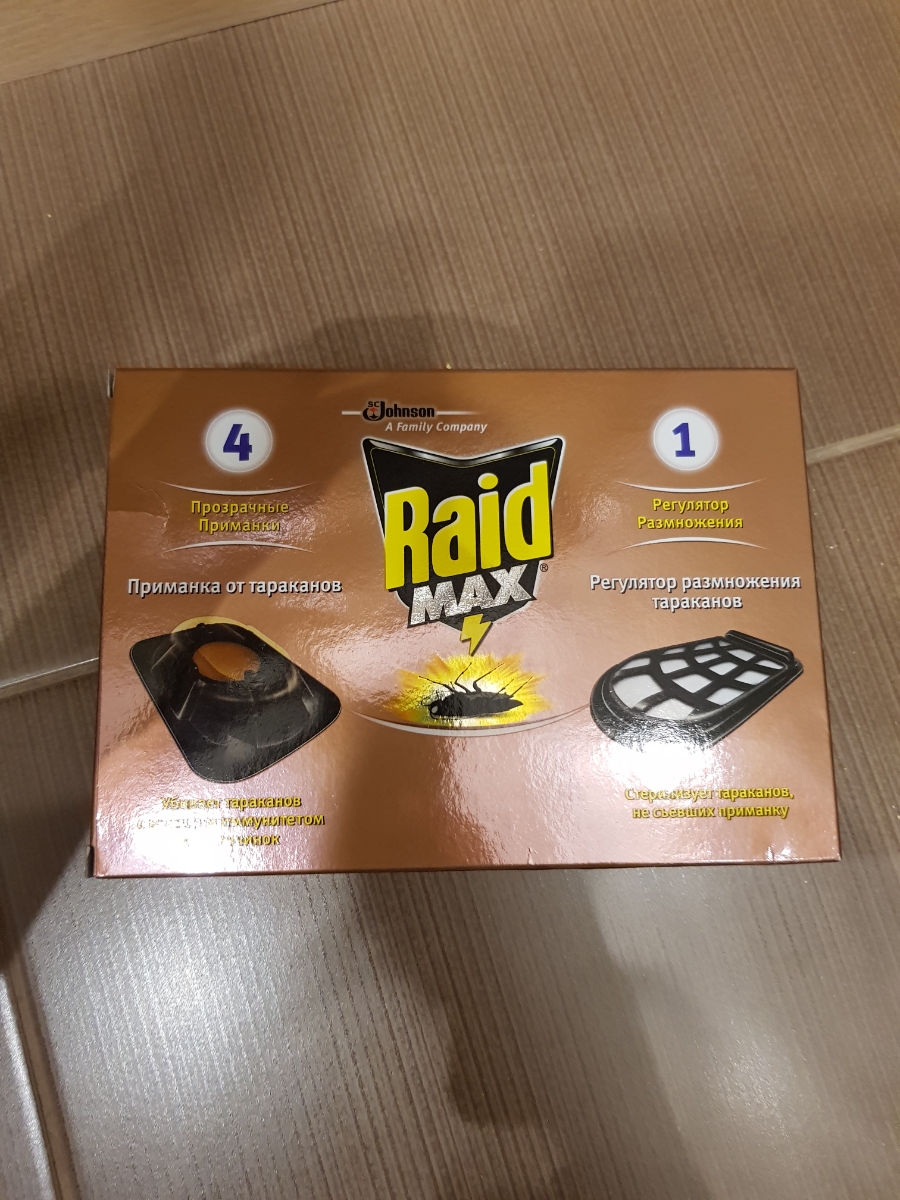 4
Прозрачные
Приманки
Приманка от тараканов
SC Johnson
A Family Company
Raid
MAX®
1
Регулятор
Размножения
Регулятор размножения
тараканов
тараканов
Стерилизует тараканов,
не съевших приманку